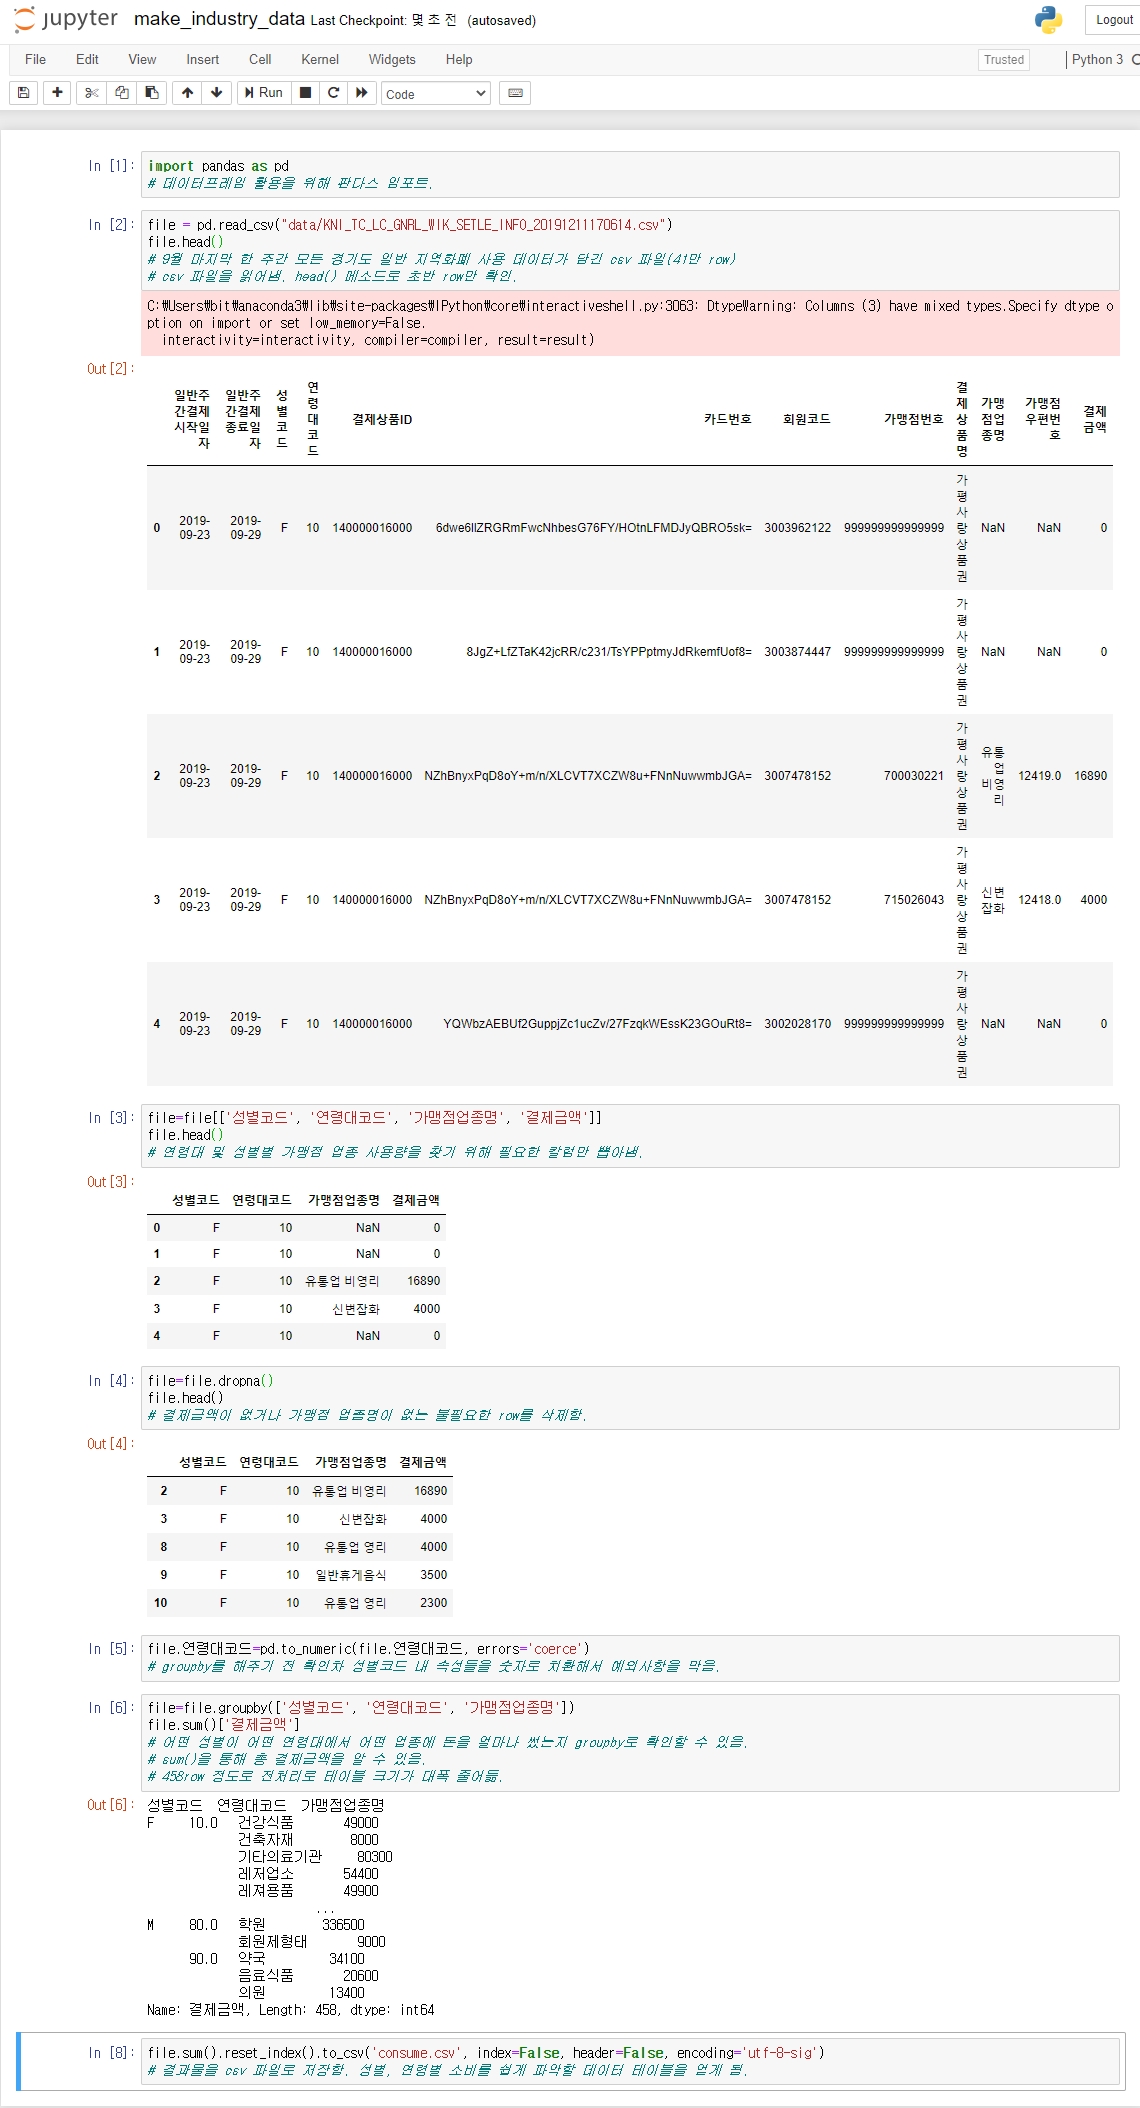 jupyter make_industry_data Last Checkpoint: 몇 초 전 (autosaved) Logout
File Edit View Insert Cell Kernel Widgets Help Trusted Python 3
Run Code
In [1]: import pandas as pd
# 데이터프레임 활용을 위해 판다스 임포트.
In [2]: file = pd.read_csv("data/KNI_TC_LC_GNRL_WIK_SETLE_INFO_20191211170614.csv")
file.head()
# 9월 마지막 한 주간 모든 경기도 일반 지역화폐 사용 데이터가 담긴 csv 파일(41만 row)
# csv 파일을 읽어냄. head() 메소드로 초반 row만 확인.
C:₩Users₩bit₩anaconda3₩lib₩site-packages₩IPython₩core₩interactiveshell.py:3063: DtypeWarning: Columns (3) have mixed types.Specify dtype o
ption on import or set low_memory=False.
interactivity=interactivity, compiler=compiler, result=result)
Out[2]:
일반주간결제시작일자 일반주간결제종료일자 성별코드 연령대코드 결제상품ID 카드번호 회원코드 가맹점번호 결제상품명 가맹점업종명 가맹점우편번호 결제금액
0 2019-09-23 2019-09-29 F 10 140000016000 6dwe6llZRGRmFwcNhbesG76FY/HOtnLFMDJyQBRO5sk= 3003962122 999999999999999 가평사랑상품권 NaN NaN 0
1 2019-09-23 2019-09-29 F 10 140000016000 8JgZ+LfZTaK42jcRR/c231/TsYPPptmyJdRkemfUof8= 3003874447 999999999999999 가평사랑상품권 NaN NaN 0
2 2019-09-23 2019-09-29 F 10 140000016000 NZhBnyxPqD8oY+m/n/XLCVT7XCZW8u+FNnNuwwmbJGA= 3007478152 700030221 가평사랑상품권 유통업 비영리 12419.0 16890
3 2019-09-23 2019-09-29 F 10 140000016000 NZhBnyxPqD8oY+m/n/XLCVT7XCZW8u+FNnNuwwmbJGA= 3007478152 715026043 가평사랑상품권 신변잡화 12418.0 4000
4 2019-09-23 2019-09-29 F 10 140000016000 YQWbzAEBUf2GuppjZc1ucZv/27FzqkWEssK23GOuRt8= 3002028170 999999999999999 가평사랑상품권 NaN NaN 0
In [3]: file=file[['성별코드', '연령대코드', '가맹점업종명', '결제금액']]
file.head()
# 연령대 및 성별별 가맹점 업종 사용량을 찾기 위해 필요한 칼럼만 뽑아냄.
Out[3]:
성별코드 연령대코드 가맹점업종명 결제금액
0 F 10 NaN 0
1 F 10 NaN 0
2 F 10 유통업 비영리 16890
3 F 10 신변잡화 4000
4 F 10 NaN 0
In [4]: file=file.dropna()
file.head()
# 결제금액이 없거나 가맹점 업종명이 없는 불필요한 row를 삭제함.
Out[4]:
성별코드 연령대코드 가맹점업종명 결제금액
2 F 10 유통업 비영리 16890
3 F 10 신변잡화 4000
8 F 10 유통업 영리 4000
9 F 10 일반휴게음식 3500
10 F 10 유통업 영리 2300
In [5]: file.연령대코드=pd.to_numeric(file.연령대코드, errors='coerce')
# groupby를 해주기 전 확인차 성별코드 내 속성들을 숫자로 치환해서 예외사항을 막음.
In [6]: file=file.groupby(['성별코드', '연령대코드', '가맹점업종명'])
file.sum()['결제금액']
# 어떤 성별이 어떤 연령대에서 어떤 업종에 돈을 얼마나 썼는지 groupby로 확인할 수 있음.
# sum()을 통해 총 결제금액을 알 수 있음.
# 458row 정도로 전처리로 테이블 크기가 대폭 줄어듦.
Out[6]: 성별코드 연령대코드 가맹점업종명
F 10.0 건강식품 49000
건축자재 8000
기타의료기관 80300
레저업소 54400
레져용품 49900
...
M 80.0 학원 336500
회원제형태 9000
90.0 약국 34100
음료식품 20600
의원 13400
Name: 결제금액, Length: 458, dtype: int64
In [8]: file.sum().reset_index().to_csv('consume.csv', index=False, header=False, encoding='utf-8-sig')
# 결과물을 csv 파일로 저장함. 성별, 연령별 소비를 쉽게 파악할 데이터 테이블을 얻게 됨.